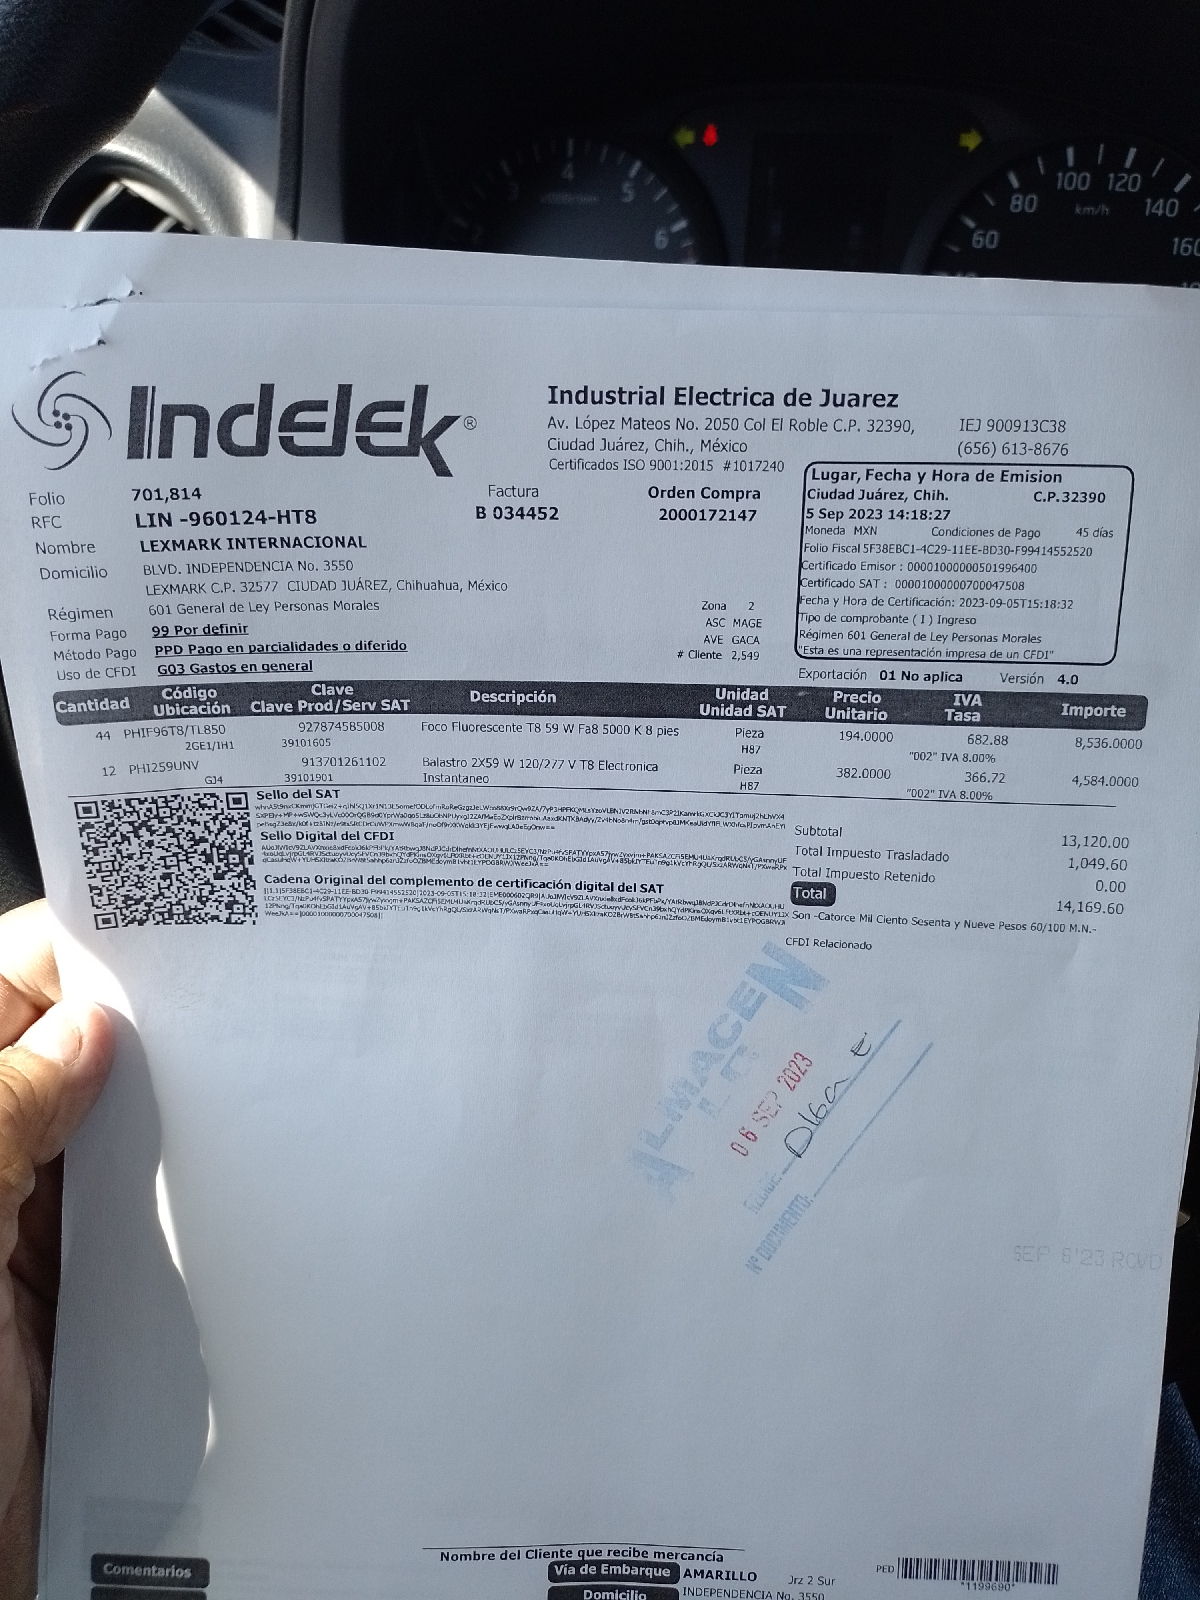 4
5
6
60
80
100
120
140
160
km/h
Indelek®
Industrial Electrica de Juarez
Av. López Mateos No. 2050 Col El Roble C.P. 32390,
IEJ 900913C38
Ciudad Juárez, Chih., México
(656) 613-8676
Certificados ISO 9001:2015 #1017240
Folio 701,814
Factura
B 034452
Orden Compra
2000172147
RFC LIN -960124-HT8
Nombre LEXMARK INTERNACIONAL
Domicilio BLVD. INDEPENDENCIA No. 3550
LEXMARK C.P. 32577 CIUDAD JUÁREZ, Chihuahua, México
Régimen 601 General de Ley Personas Morales
Forma Pago 99 Por definir
Método Pago PPD Pago en parcialidades o diferido
Uso de CFDI G03 Gastos en general
Zona 2
ASC MAGE
AVE GACA
# Cliente 2,549
Lugar, Fecha y Hora de Emision
Ciudad Juárez, Chih. C.P.32390
5 Sep 2023 14:18:27
Moneda MXN Condiciones de Pago 45 días
Folio Fiscal 5F38EBC1-4C29-11EE-BD30-F99414552520
Certificado Emisor : 00001000000501996400
Certificado SAT : 00001000000700047508
Fecha y Hora de Certificación: 2023-09-05T15:18:32
Tipo de comprobante ( I ) Ingreso
Régimen 601 General de Ley Personas Morales
"Esta es una representación impresa de un CFDI"
Exportación 01 No aplica Versión 4.0
Cantidad Código Ubicación Clave Clave Prod/Serv SAT Descripción Unidad Unidad SAT Precio Unitario IVA Tasa Importe
44 PHIF96T8/TL850 927874585008 Foco Fluorescente T8 59 W Fa8 5000 K 8 pies Pieza 194.0000 682.88 8,536.0000
2GE1/IH1 39101605 H87 "002" IVA 8.00%
12 PHI259UNV 913701261102 Balastro 2X59 W 120/277 V T8 Electronica Pieza 382.0000 366.72 4,584.0000
GJ4 39101901 Instantaneo H87 "002" IVA 8.00%
Sello del SAT
Sello Digital del CFDI
Cadena Original del complemento de certificación digital del SAT
Subtotal 13,120.00
Total Impuesto Trasladado 1,049.60
Total Impuesto Retenido 0.00
Total 14,169.60
Son -Catorce Mil Ciento Sesenta y Nueve Pesos 60/100 M.N.-
CFDI Relacionado
ALMACEN
06 SEP 2023
RECIBE: Olga E
Nº DOCUMENTO:
SEP 6'23 RCVD
Nombre del Cliente que recibe mercancía
Comentarios
Vía de Embarque AMARILLO Jrz 2 Sur
Domicilio INDEPENDENCIA No. 3550
PED
*1199690*